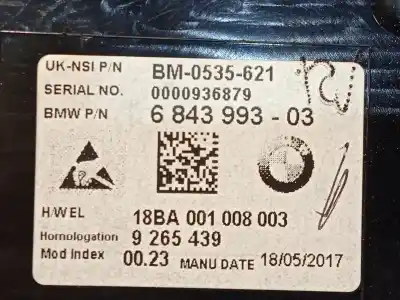 UK-NSI P/N BM-0535-621
SERIAL NO. 0000936879
BMW P/N 6 843 993 - 03
H/W EL 18BA 001 008 003
Homologation 9 265 439
Mod Index 00.23 MANU DATE 18/05/2017